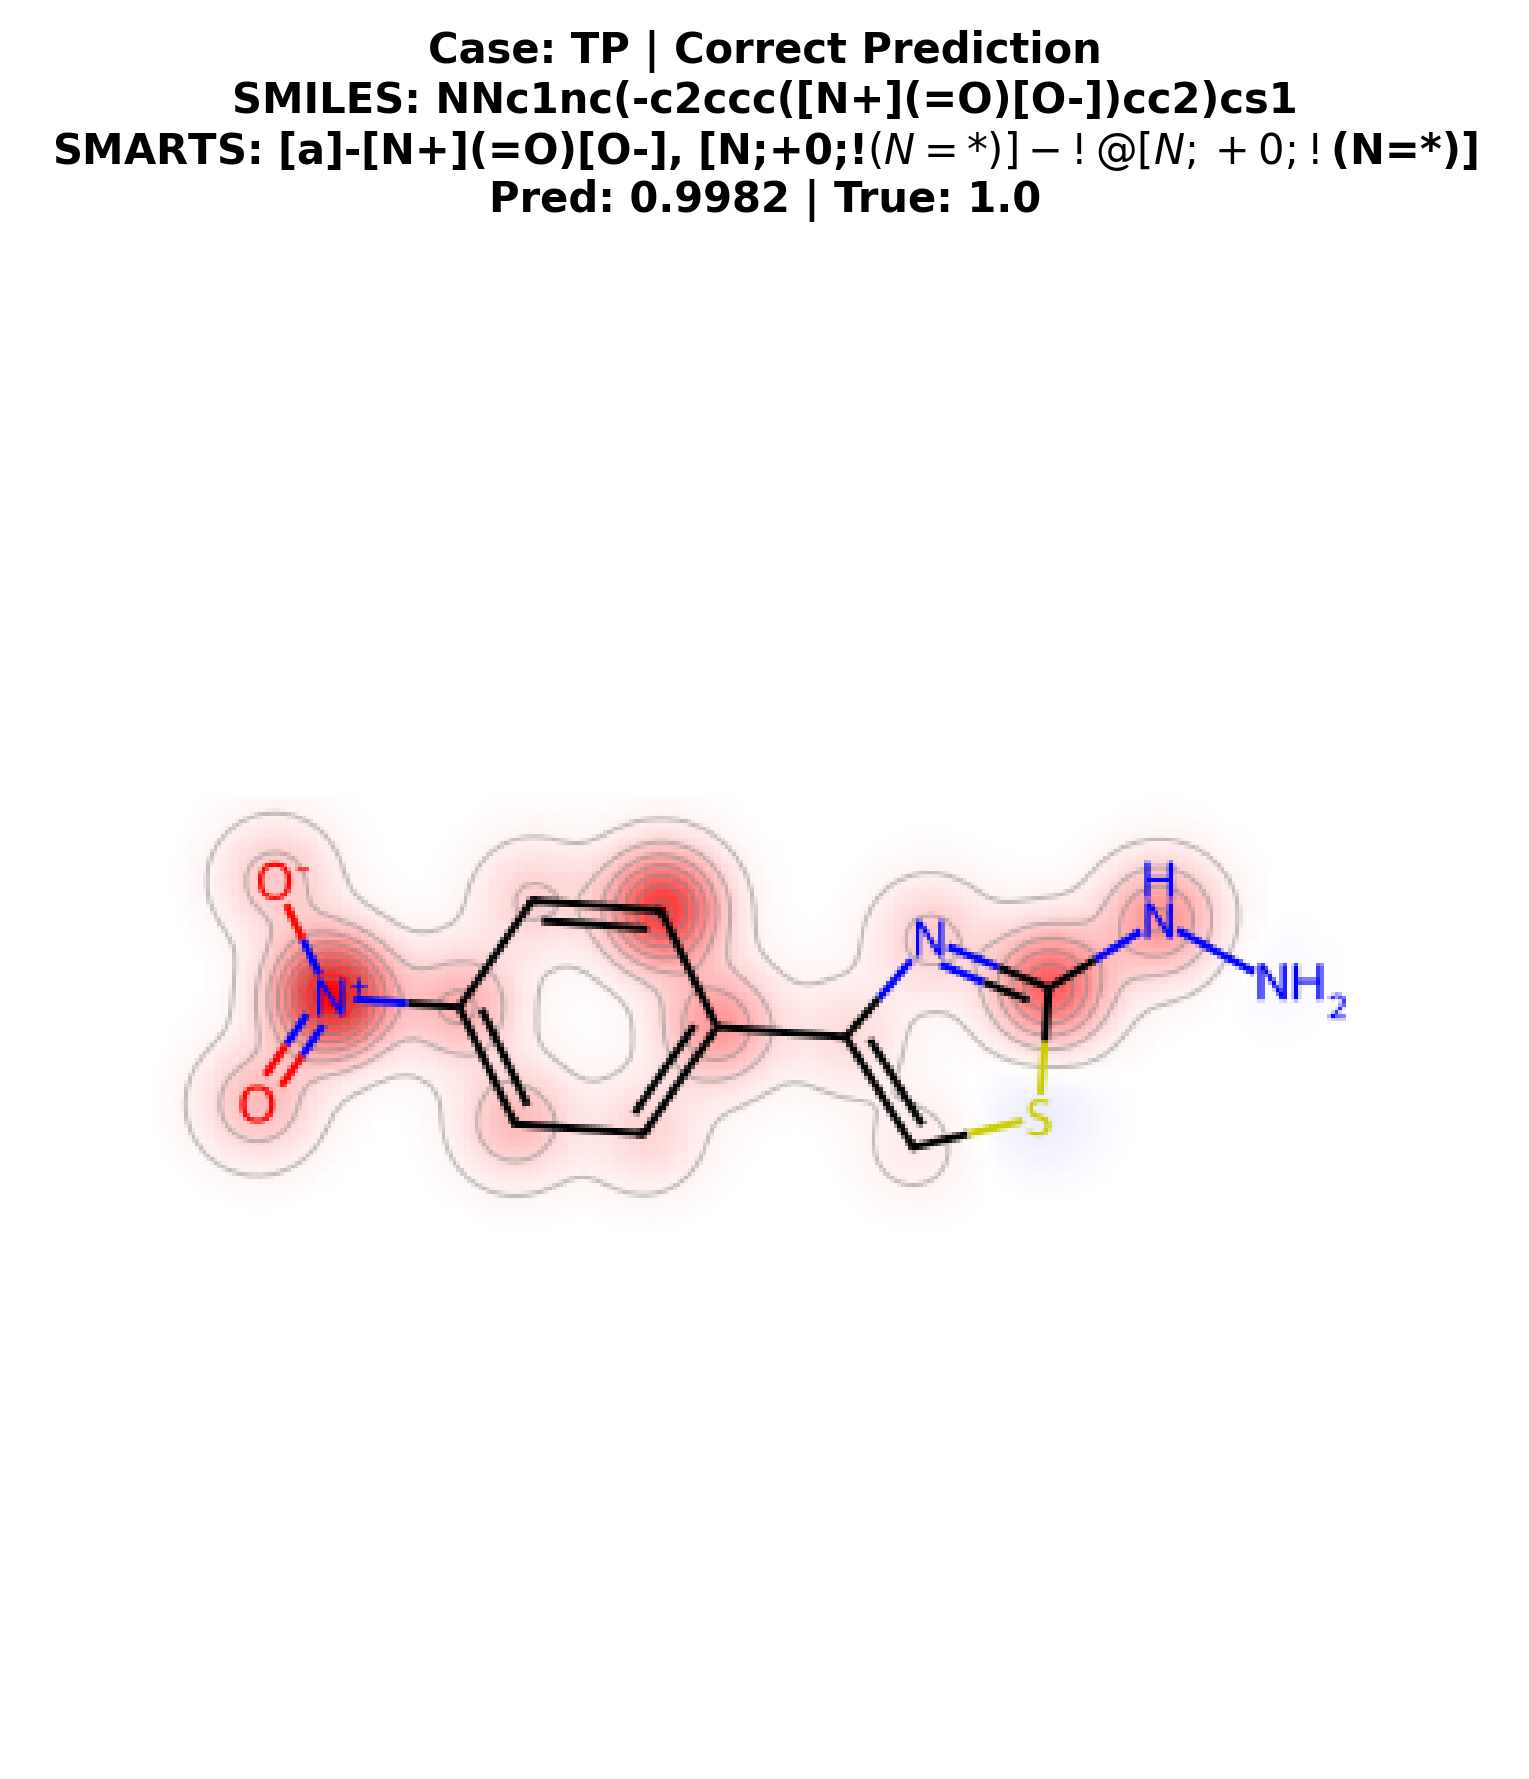 Case: TP | Correct Prediction
SMILES: NNc1nc(-c2ccc([N+](=O)[O-])cc2)cs1
SMARTS: [a]-[N+](=O)[O-], [N;+0;!(N = *)] − ! @[N; +0; ! (N=*)]
Pred: 0.9982 | True: 1.0
O-
H
N
N
N+
NH2
O
S